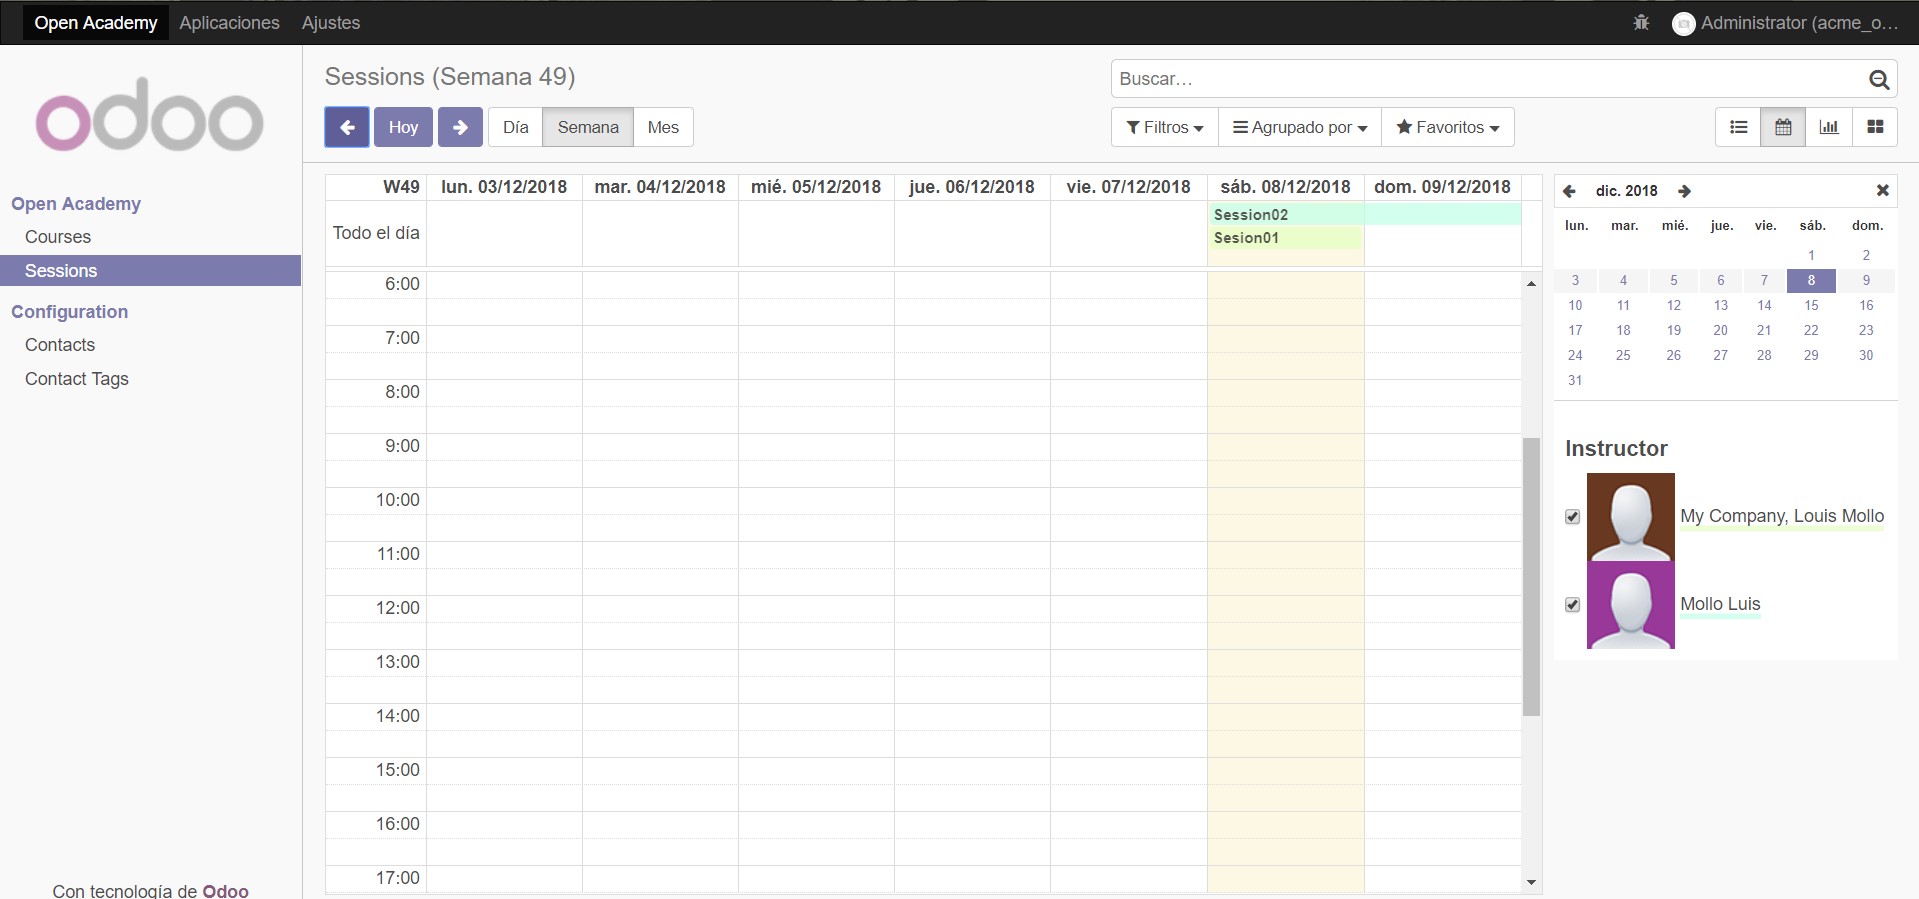 Open Academy Aplicaciones Ajustes Administrator (acme_o...
odoo
Open Academy
Courses
Sessions
Configuration
Contacts
Contact Tags
Con tecnología de Odoo
Sessions (Semana 49)
Buscar...
Hoy Día Semana Mes
Filtros Agrupado por Favoritos
W49 lun. 03/12/2018 mar. 04/12/2018 mié. 05/12/2018 jue. 06/12/2018 vie. 07/12/2018 sáb. 08/12/2018 dom. 09/12/2018
Todo el día
Session02
Sesion01
6:00
7:00
8:00
9:00
10:00
11:00
12:00
13:00
14:00
15:00
16:00
17:00
dic. 2018
lun. mar. mié. jue. vie. sáb. dom.
1 2
3 4 5 6 7 8 9
10 11 12 13 14 15 16
17 18 19 20 21 22 23
24 25 26 27 28 29 30
31
Instructor
My Company, Louis Mollo
Mollo Luis